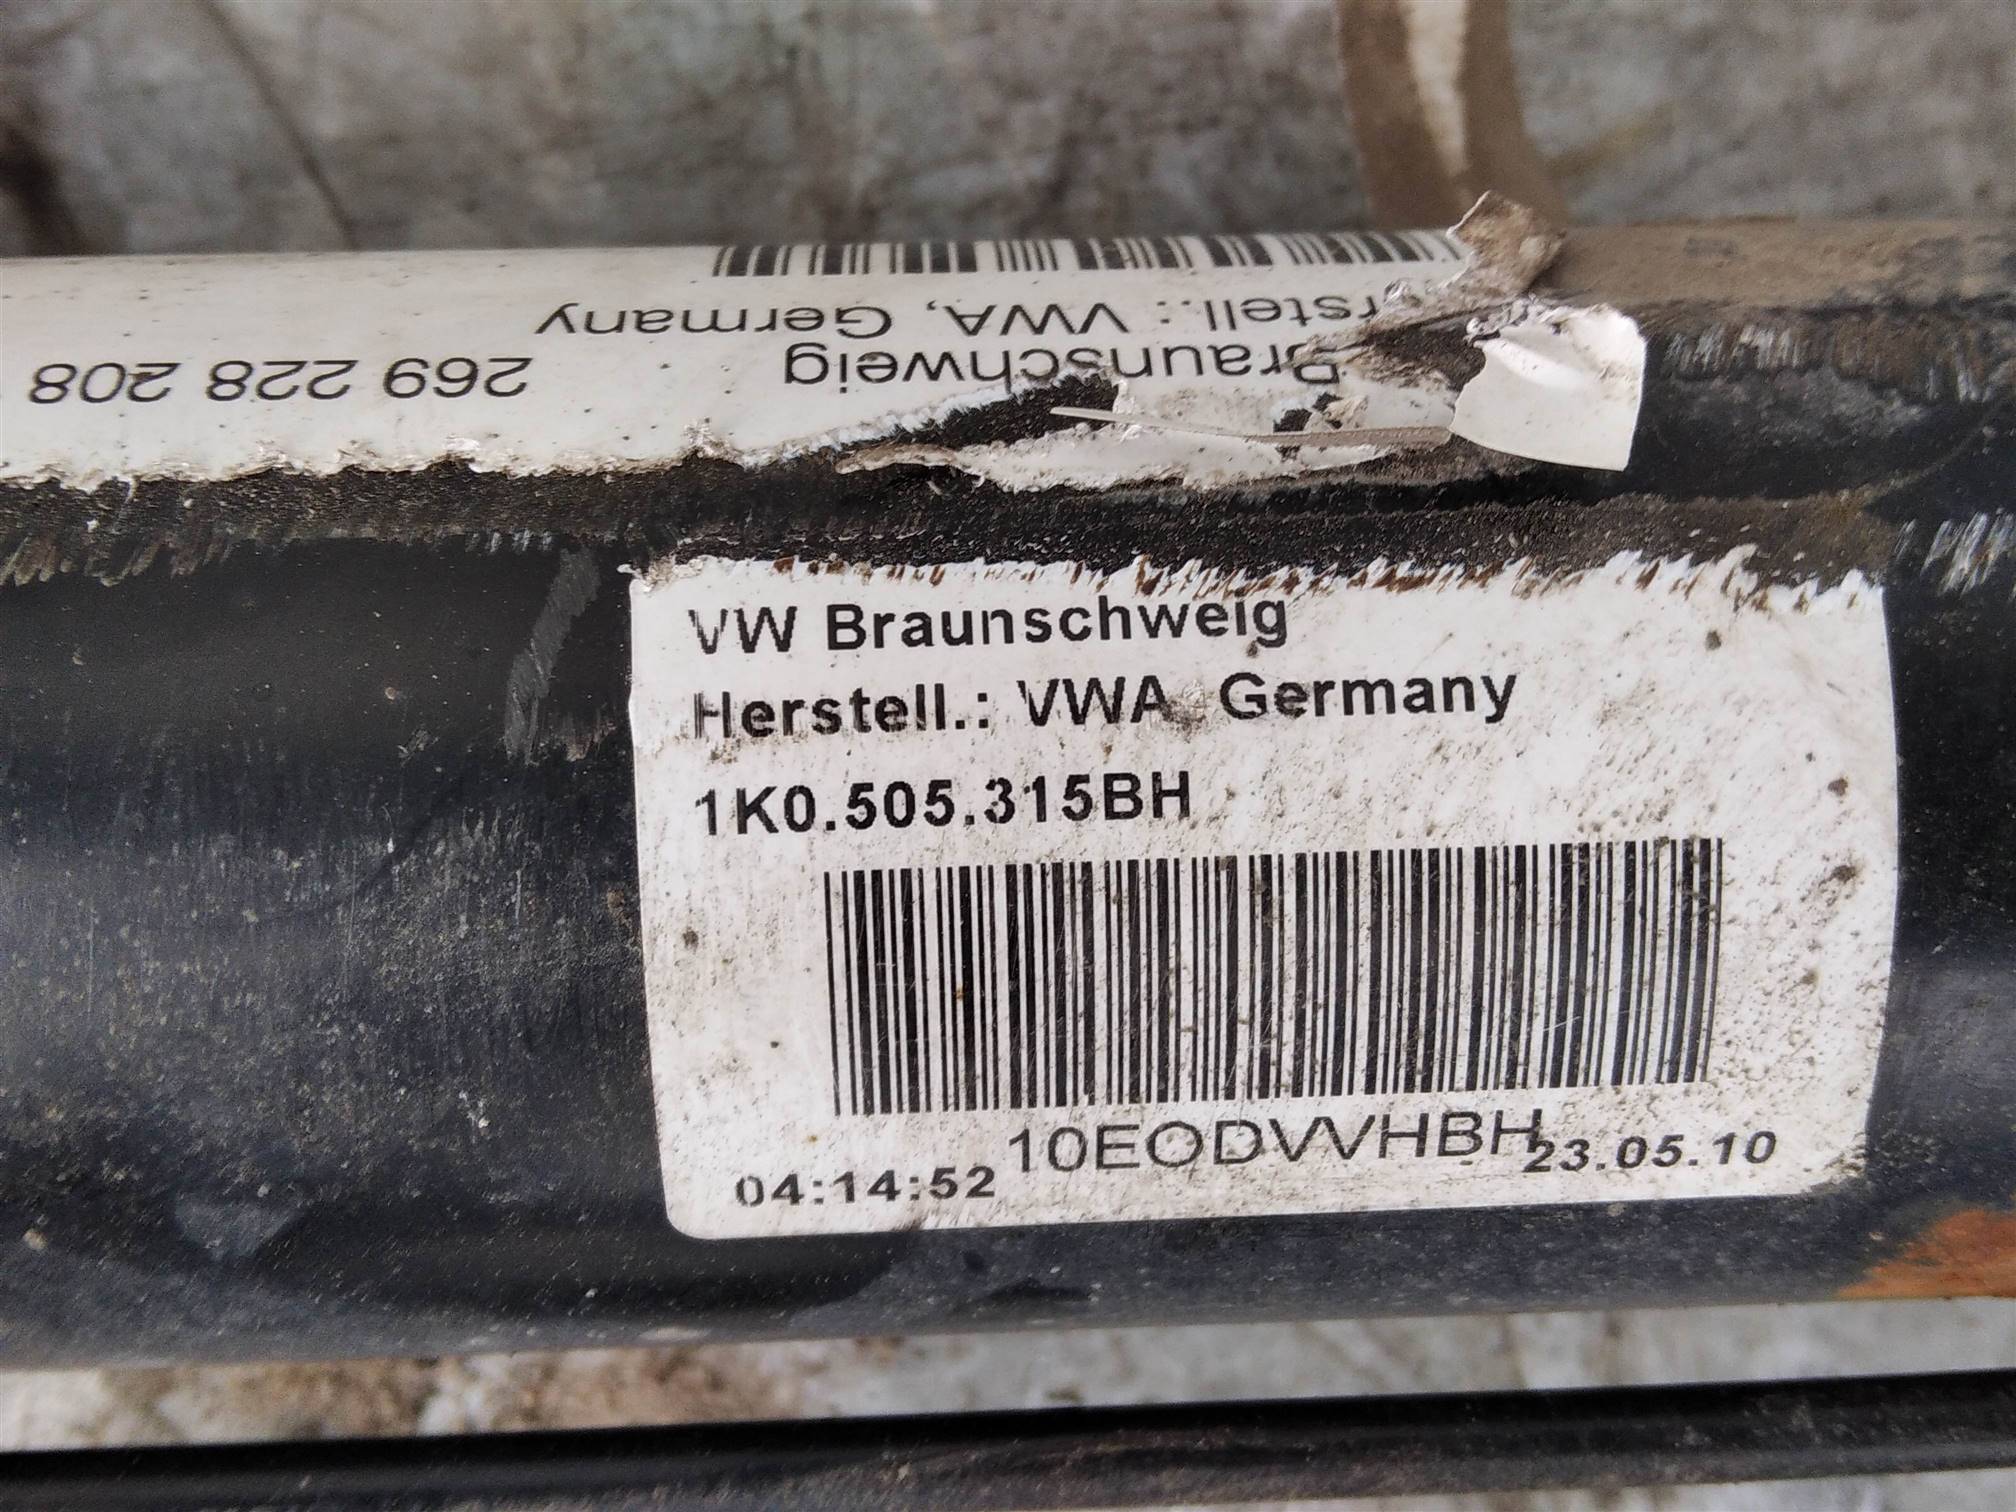 rstell.: VWA, Germany
Braunschweig
269 228 208
VW Braunschweig
Herstell.: VWA Germany
1K0.505.315BH
10EODVVHBH
04:14:52
23.05.10